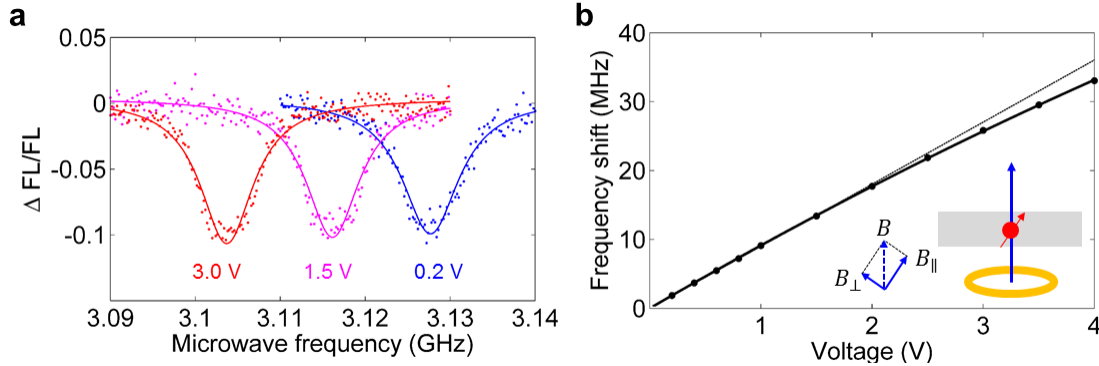 a
0.05
0
-0.05
-0.1
Δ FL/FL
3.0 V
1.5 V
0.2 V
3.09
3.1
3.11
3.12
3.13
3.14
Microwave frequency (GHz)
b
40
30
20
10
0
Frequency shift (MHz)
B
B∥
B⊥
1
2
3
4
Voltage (V)